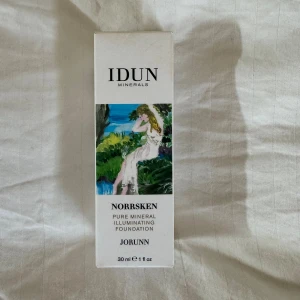 IDUN
MINERALS
NORRSKEN
PURE MINERAL
ILLUMINATING
FOUNDATION
JORUNN
30 ml ℮ 1 fl oz